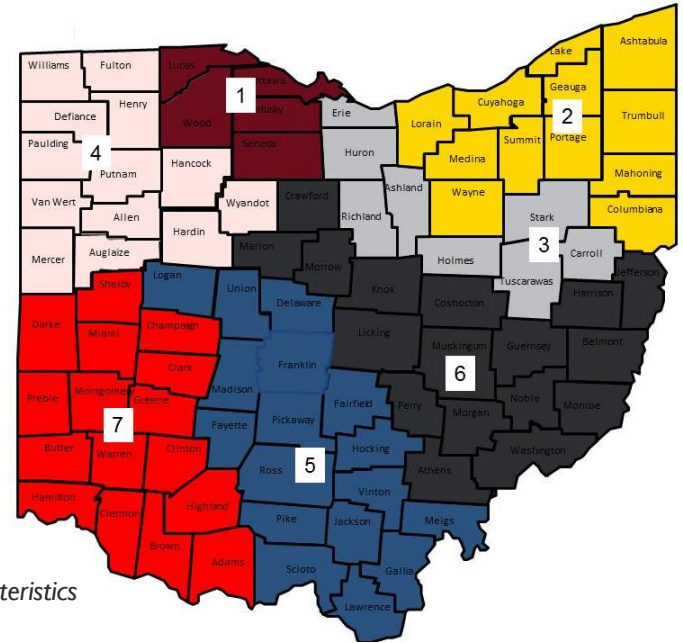 Williams
Fulton
Lucas
Ottawa
Lake
Ashtabula
Defiance
Henry
Wood
1
Sandusky
Erie
Lorain
Cuyahoga
Geauga
2
Trumbull
Paulding
4
Putnam
Hancock
Seneca
Huron
Medina
Summit
Portage
Mahoning
Van Wert
Allen
Wyandot
Crawford
Richland
Ashland
Wayne
Stark
Columbiana
Mercer
Auglaize
Hardin
Marion
Morrow
Holmes
3
Carroll
Tuscarawas
Jefferson
Shelby
Logan
Union
Delaware
Knox
Coshocton
Harrison
Darke
Miami
Champaign
Licking
Muskingum
Guernsey
Belmont
Clark
Franklin
6
Madison
Preble
Montgomer
Greene
Fairfield
Perry
Morgan
Noble
Monroe
7
Fayette
Pickaway
Butler
Warren
Clinton
Ross
5
Hocking
Athens
Washington
Hamilton
Clermon
Highland
Vinton
Brown
Adams
Pike
Jackson
Meigs
Scioto
Gallia
Lawrence
teristics